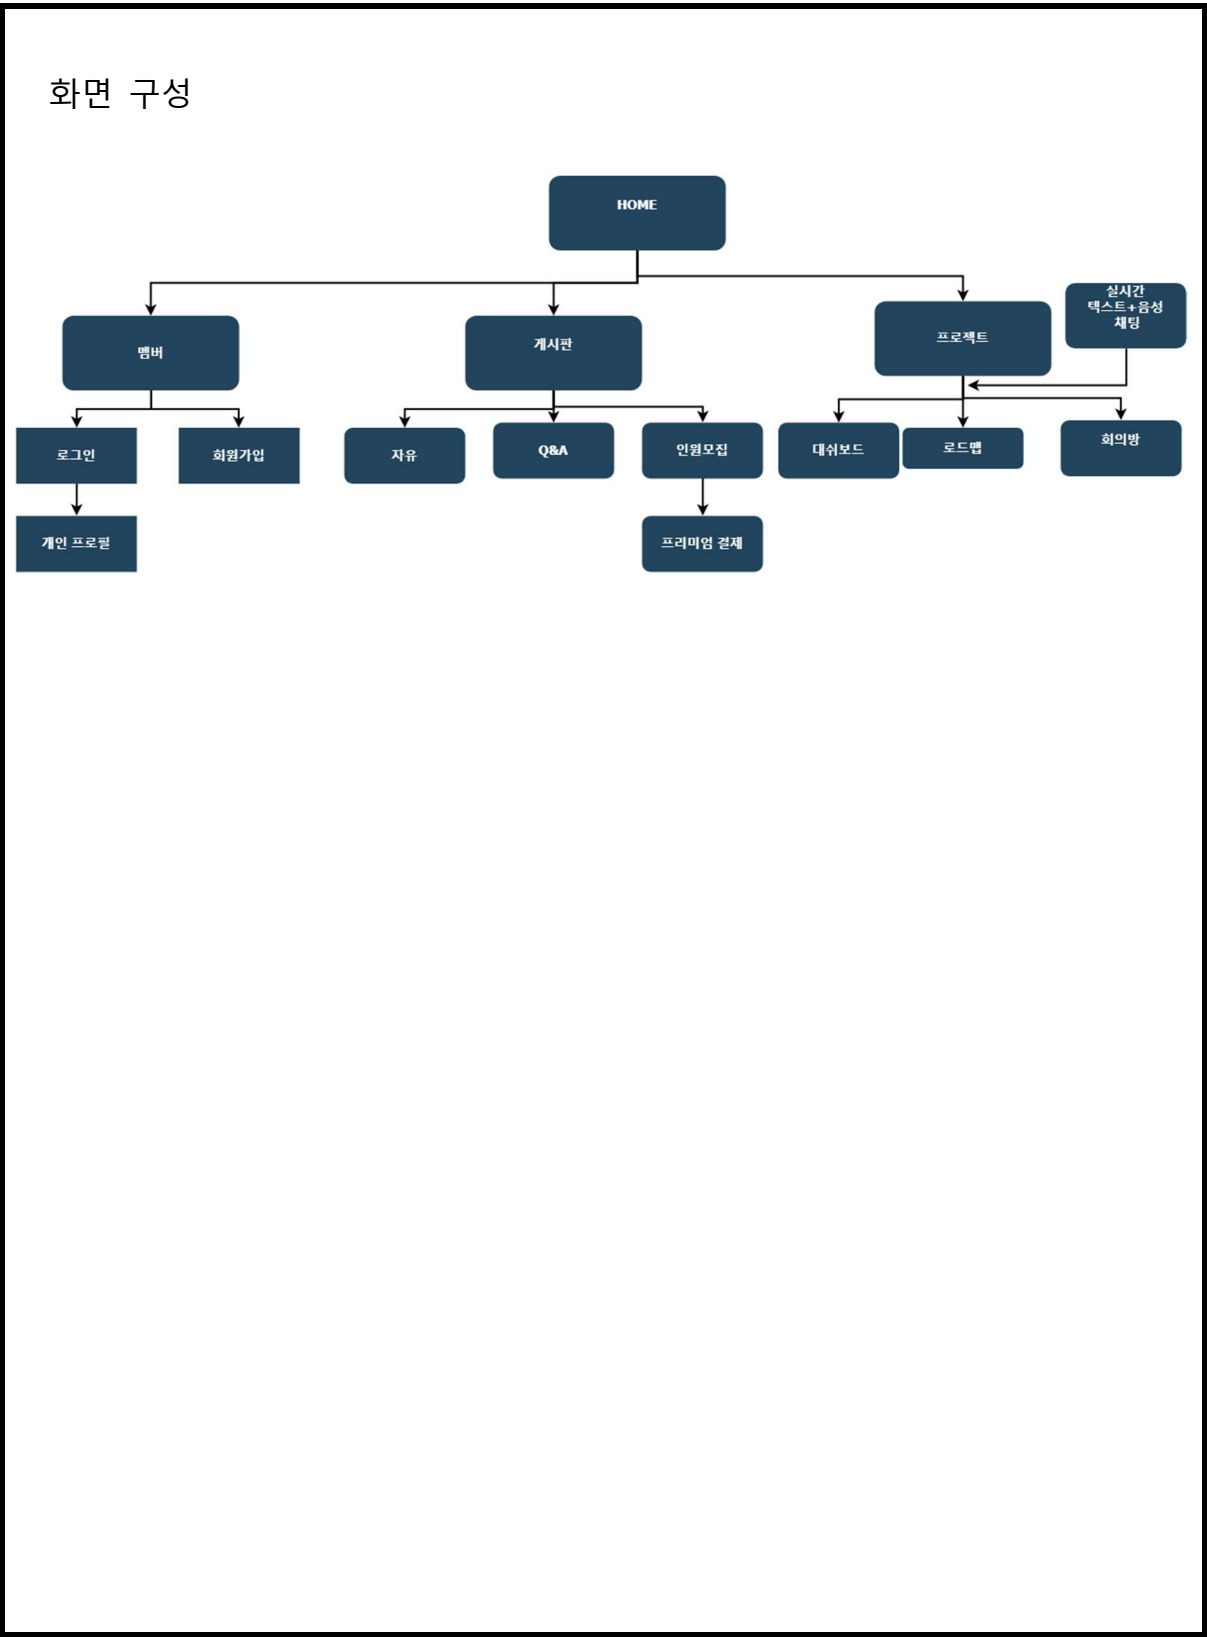 화면 구성
HOME
멤버
게시판
프로젝트
실시간
텍스트+음성
채팅
로그인
회원가입
자유
Q&A
인원모집
대쉬보드
로드맵
회의방
개인 프로필
프리미엄 결제